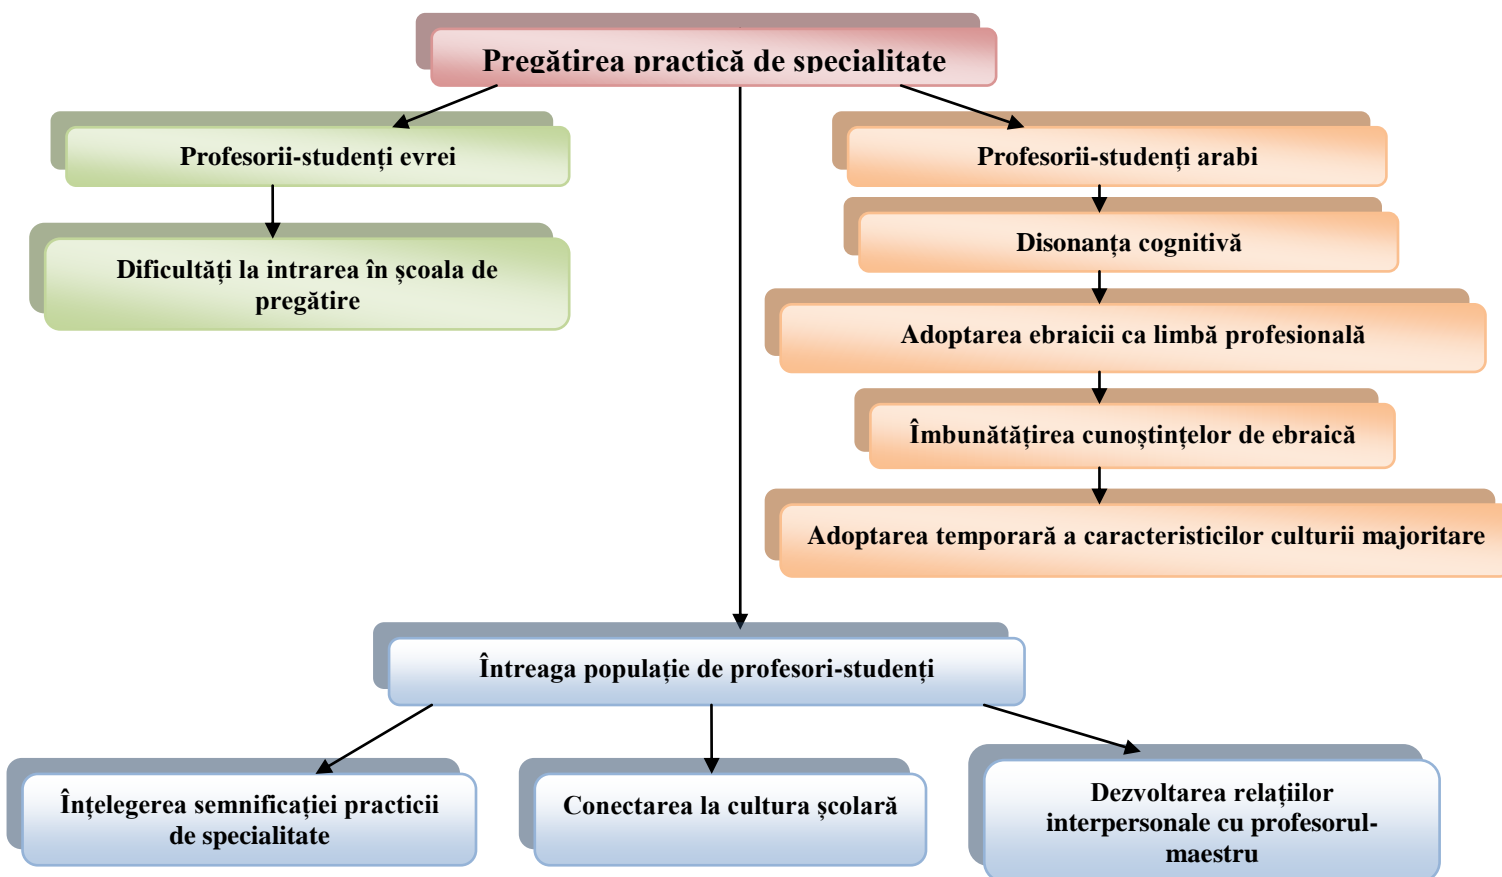 Pregătirea practică de specialitate
Profesorii-studenți evrei
Profesorii-studenți arabi
Dificultăți la intrarea în școala de
pregătire
Disonanța cognitivă
Adoptarea ebraicii ca limbă profesională
Îmbunătățirea cunoștințelor de ebraică
Adoptarea temporară a caracteristicilor culturii majoritare
Întreaga populație de profesori-studenți
Înțelegerea semnificației practicii
de specialitate
Conectarea la cultura școlară
Dezvoltarea relațiilor
interpersonale cu profesorul-
maestru